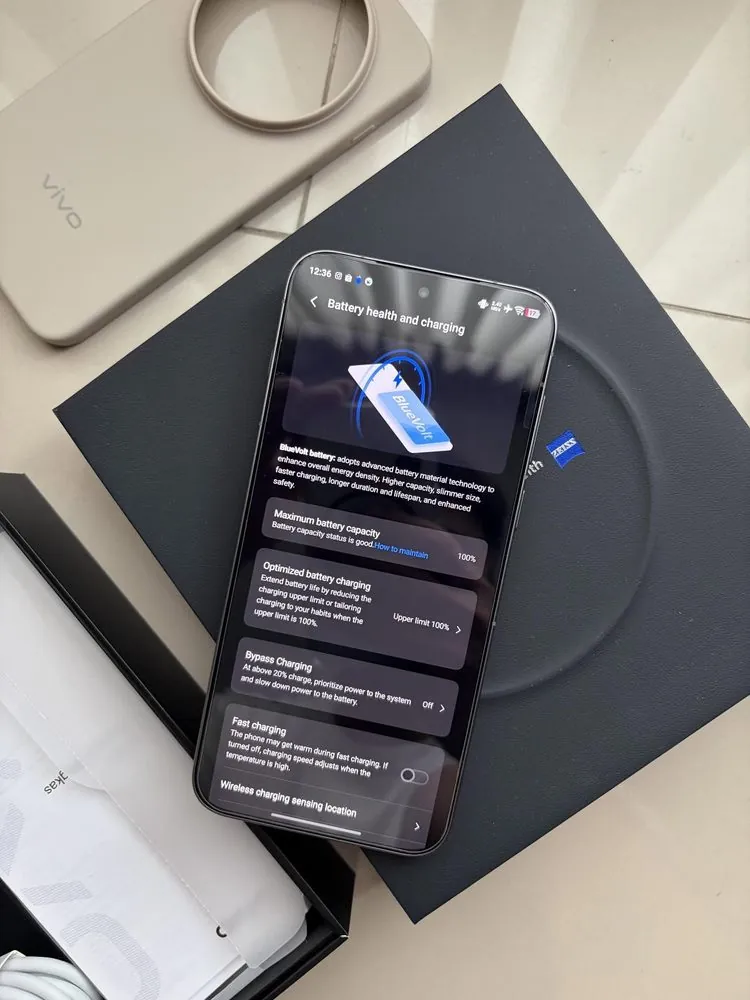 vivo
12:36
17
Battery health and charging
BlueVolt
BlueVolt battery: adopts advanced battery material technology to
enhance overall energy density. Higher capacity, slimmer size,
faster charging, longer duration and lifespan, and enhanced
safety.
Maximum battery capacity
Battery capacity status is good.How to maintain
100%
Optimized battery charging
Extend battery life by reducing the
charging upper limit or tailoring
charging to your habits when the
upper limit is 100%.
Upper limit 100%
Bypass Charging
At above 20% charge, prioritize power to the system
and slow down power to the battery.
Off
Fast charging
The phone may get warm during fast charging. If
turned off, charging speed adjusts when the
temperature is high.
Wireless charging sensing location
ith
ZEISS
gkas